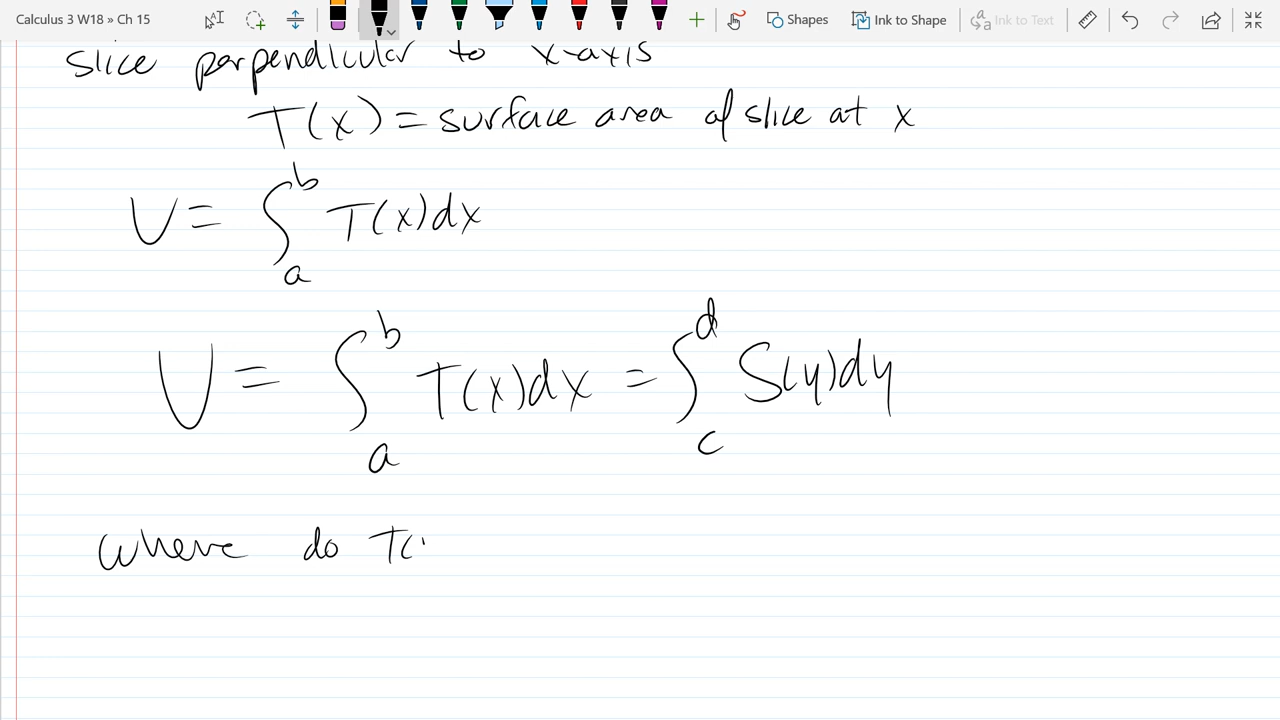 Calculus 3 W18 » Ch 15
Shapes
Ink to Shape
Ink to Text
slice perpendicular to x-axis
T(x) = surface area of slice at x
V = ∫_a^b T(x)dx
V = ∫_a^b T(x)dx = ∫_c^d S(y)dy
where do T(